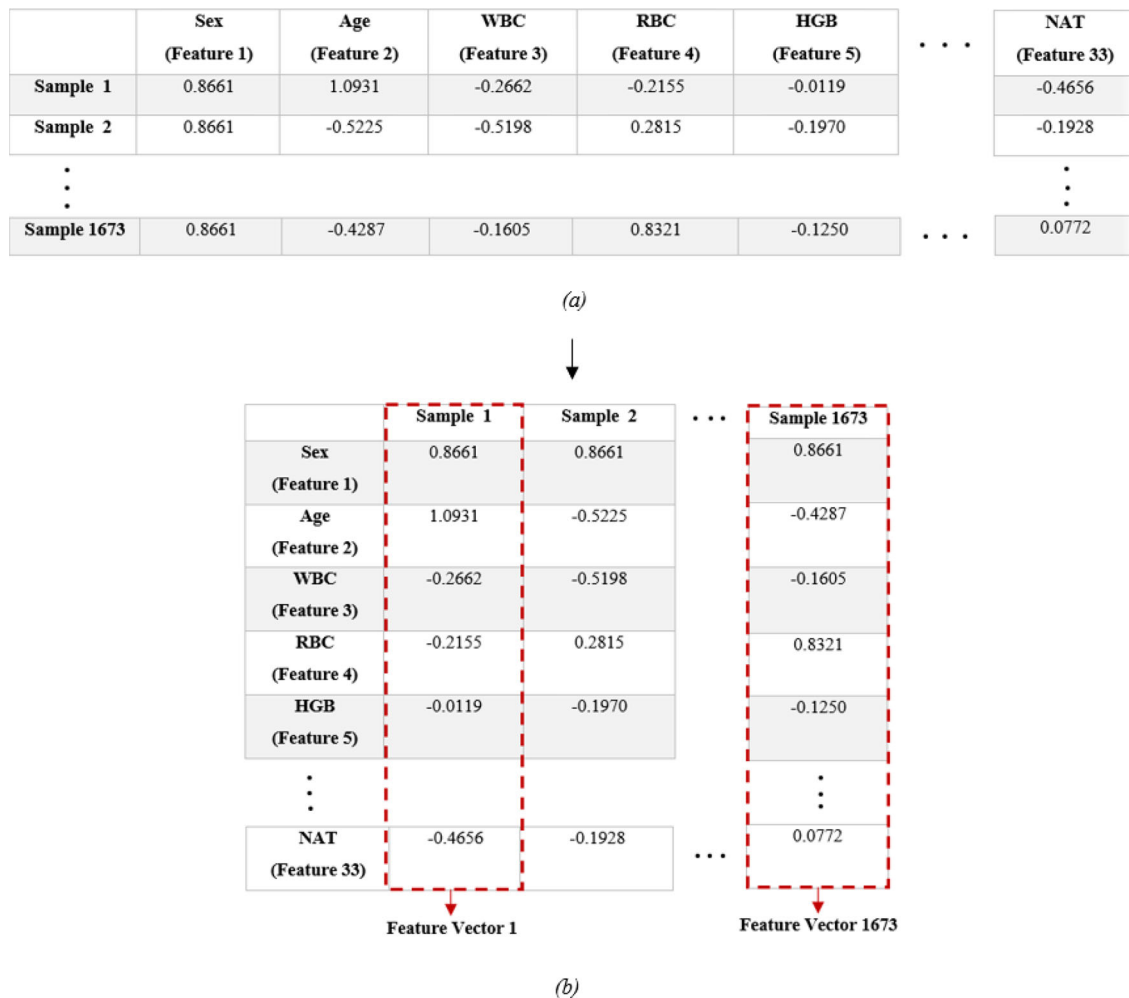 Sex Age WBC RBC HGB NAT
(Feature 1) (Feature 2) (Feature 3) (Feature 4) (Feature 5) . . . (Feature 33)
Sample 1 0.8661 1.0931 -0.2662 -0.2155 -0.0119 -0.4656
Sample 2 0.8661 -0.5225 -0.5198 0.2815 -0.1970 -0.1928
Sample 1673 0.8661 -0.4287 -0.1605 0.8321 -0.1250 . . . 0.0772
(a)
Sample 1 Sample 2 ... Sample 1673
Sex 0.8661 0.8661 0.8661
(Feature 1)
Age 1.0931 -0.5225 -0.4287
(Feature 2)
WBC -0.2662 -0.5198 -0.1605
(Feature 3)
RBC -0.2155 0.2815 0.8321
(Feature 4)
HGB -0.0119 -0.1970 -0.1250
(Feature 5)
NAT -0.4656 -0.1928 ... 0.0772
(Feature 33)
Feature Vector 1 Feature Vector 1673
(b)